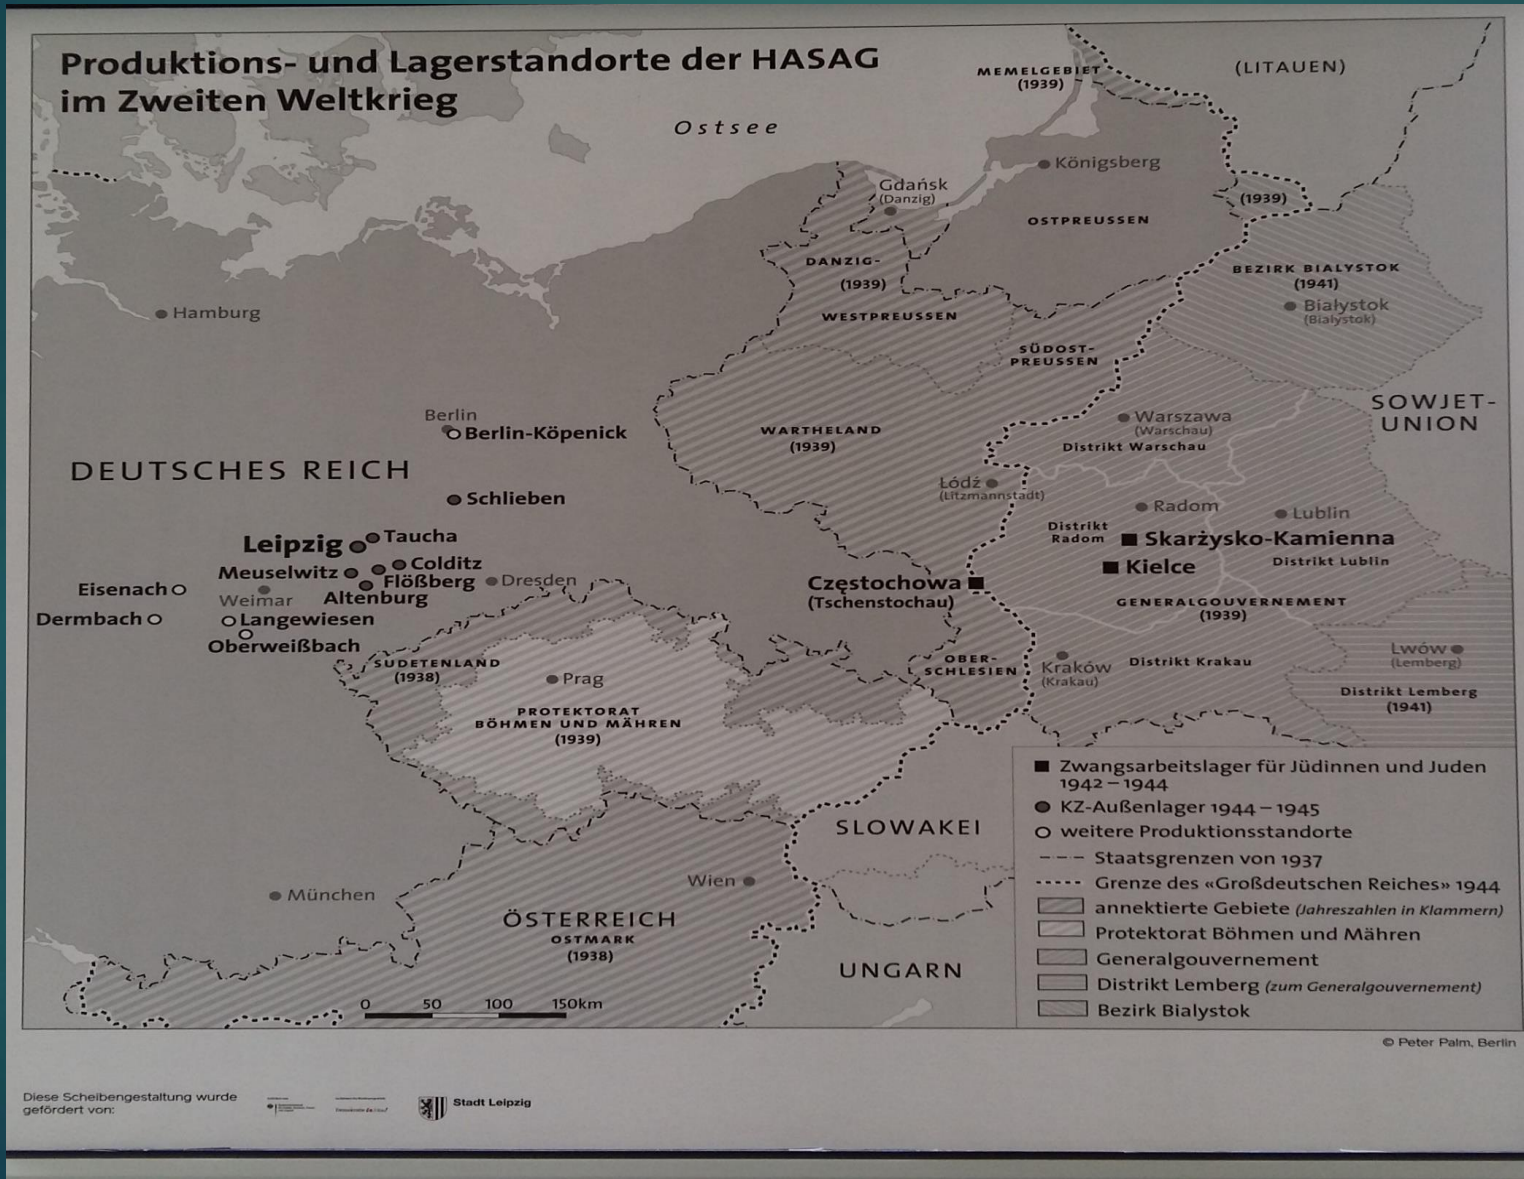 Produktions- und Lagerstandorte der HASAG
im Zweiten Weltkrieg
Ostsee
MEMELGEBIET
(1939)
(LITAUEN)
Königsberg
Gdańsk
(Danzig)
OSTPREUSSEN
(1939)
DANZIG-
(1939)
WESTPREUSSEN
BEZIRK BIALYSTOK
(1941)
Białystok
(Bialystok)
Hamburg
SÜDOST-
PREUSSEN
SOWJET-
UNION
Berlin
Berlin-Köpenick
WARTHELAND
(1939)
Warszawa
(Warschau)
Distrikt Warschau
DEUTSCHES REICH
Schlieben
Łódź
(Litzmannstadt)
Radom
Lublin
Distrikt
Radom
Skarżysko-Kamienna
Distrikt Lublin
Kielce
Leipzig
Taucha
Colditz
Meuselwitz
Flößberg
Dresden
Altenburg
Eisenach
Weimar
Dermbach
Langewiesen
Oberweißbach
Częstochowa
(Tschenstochau)
GENERALGOUVERNEMENT
(1939)
SUDETENLAND
(1938)
Prag
PROTEKTORAT
BÖHMEN UND MÄHREN
(1939)
OBER-
SCHLESIEN
Kraków
(Krakau)
Distrikt Krakau
Lwów
(Lemberg)
Distrikt Lemberg
(1941)
SLOWAKEI
München
Wien
ÖSTERREICH
OSTMARK
(1938)
UNGARN
0 50 100 150km
Zwangsarbeitslager für Jüdinnen und Juden
1942 – 1944
KZ-Außenlager 1944 – 1945
weitere Produktionsstandorte
Staatsgrenzen von 1937
Grenze des «Großdeutschen Reiches» 1944
annektierte Gebiete (Jahreszahlen in Klammern)
Protektorat Böhmen und Mähren
Generalgouvernement
Distrikt Lemberg (zum Generalgouvernement)
Bezirk Bialystok
© Peter Palm, Berlin
Diese Scheibengestaltung wurde
gefördert von:
Stadt Leipzig